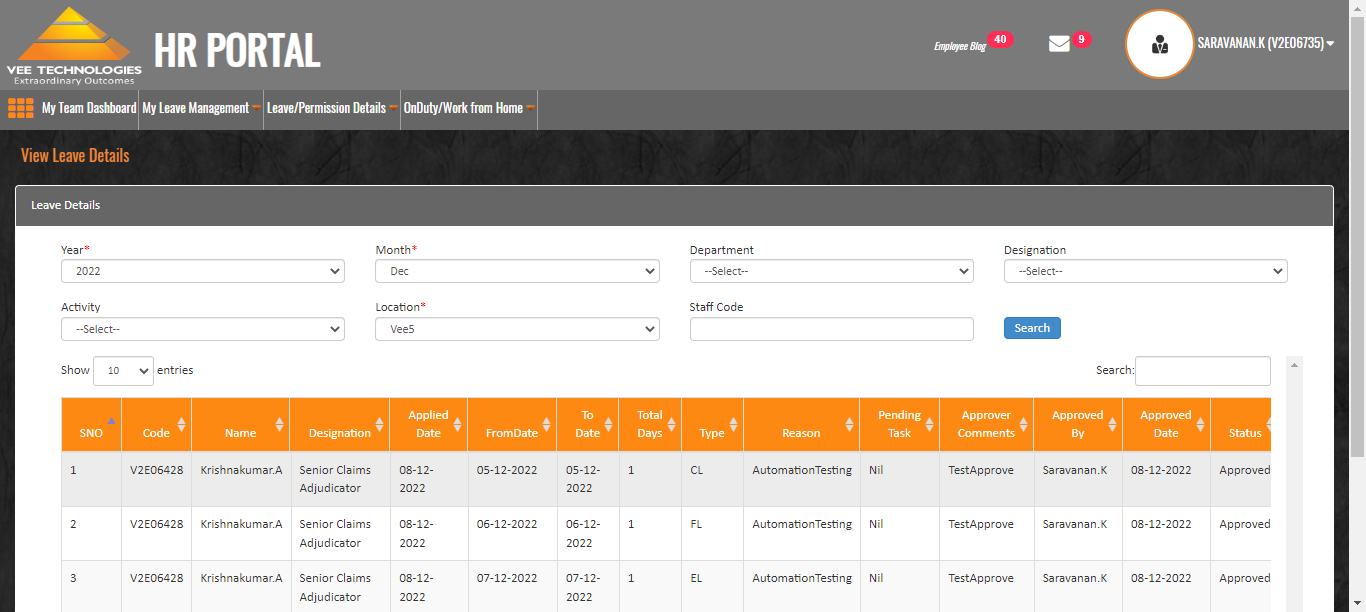 VEE TECHNOLOGIES
Extraordinary Outcomes
HR PORTAL
Employee Blog 40
9
SARAVANAN.K (V2E06735)
My Team Dashboard My Leave Management Leave/Permission Details OnDuty/Work from Home
View Leave Details
Leave Details
Year* Month* Department Designation
2022 Dec --Select-- --Select--
Activity Location* Staff Code
--Select-- Vee5 Search
Show 10 entries Search:
SNO Code Name Designation Applied Date FromDate To Date Total Days Type Reason Pending Task Approver Comments Approved By Approved Date Status
1 V2E06428 Krishnakumar.A Senior Claims Adjudicator 08-12-2022 05-12-2022 05-12-2022 1 CL AutomationTesting Nil TestApprove Saravanan.K 08-12-2022 Approved
2 V2E06428 Krishnakumar.A Senior Claims Adjudicator 08-12-2022 06-12-2022 06-12-2022 1 FL AutomationTesting Nil TestApprove Saravanan.K 08-12-2022 Approved
3 V2E06428 Krishnakumar.A Senior Claims Adjudicator 08-12-2022 07-12-2022 07-12-2022 1 EL AutomationTesting Nil TestApprove Saravanan.K 08-12-2022 Approved